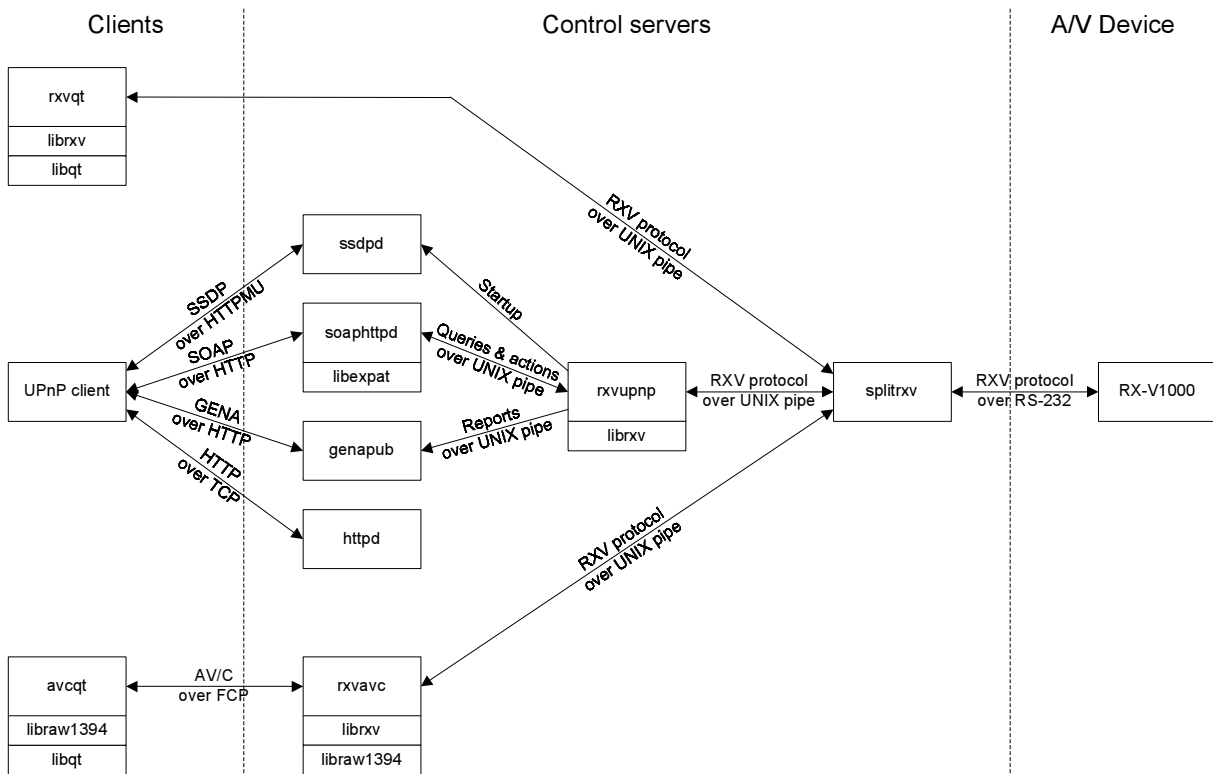 Clients
Control servers
A/V Device
rxvqt
librxv
libqt
RXV protocol
over UNIX pipe
ssdpd
SSDP
over HTTPMU
Startup
soaphttpd
libexpat
SOAP
over HTTP
Queries & actions
over UNIX pipe
UPnP client
rxvupnp
librxv
RXV protocol
over UNIX pipe
splitrxv
RXV protocol
over RS-232
RX-V1000
GENA
over HTTP
genapub
Reports
over UNIX pipe
HTTP
over TCP
httpd
RXV protocol
over UNIX pipe
avcqt
libraw1394
libqt
AV/C
over FCP
rxvavc
librxv
libraw1394